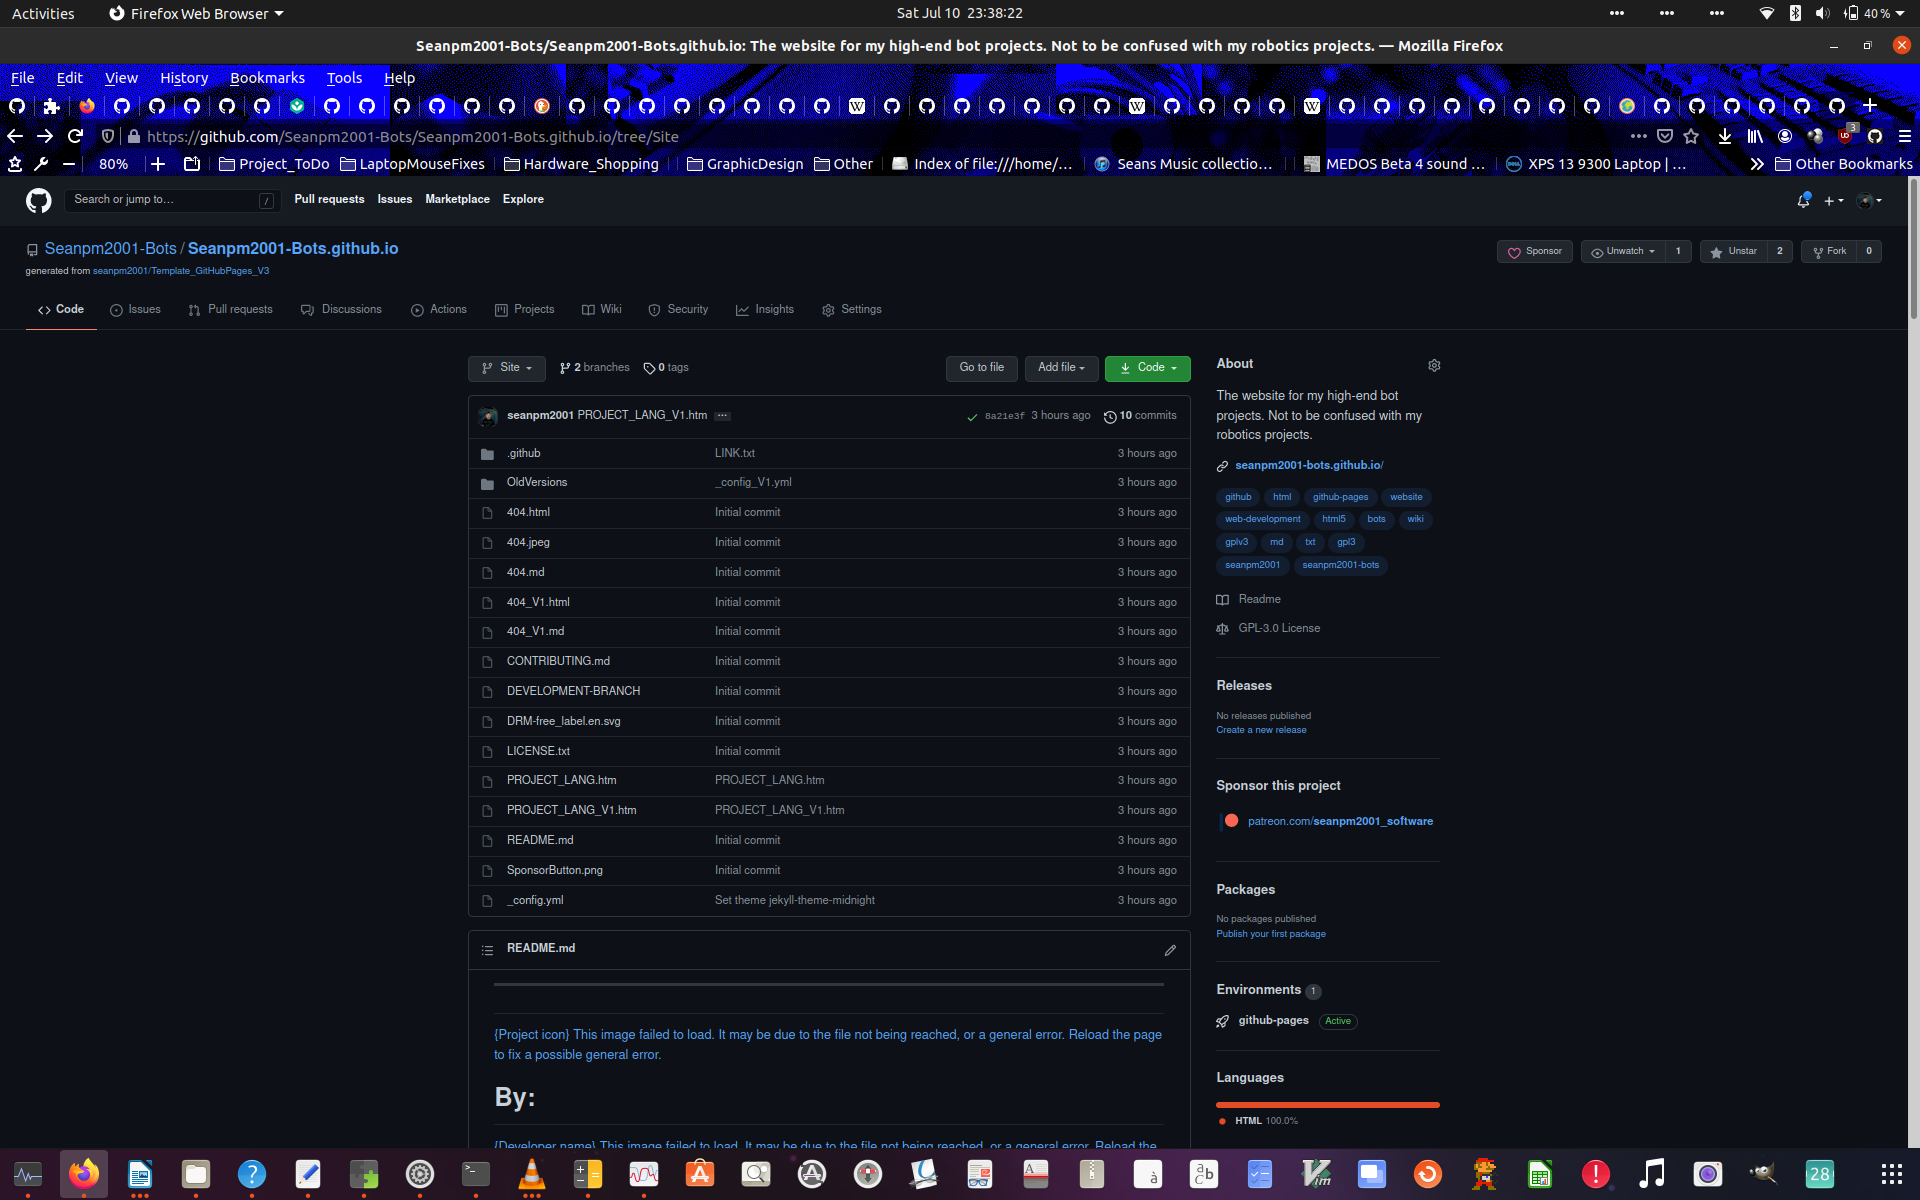 Activities Firefox Web Browser Sat Jul 10 23:38:22 40 %
Seanpm2001-Bots/Seanpm2001-Bots.github.io: The website for my high-end bot projects. Not to be confused with my robotics projects. — Mozilla Firefox
File Edit View History Bookmarks Tools Help
https://github.com/Seanpm2001-Bots/Seanpm2001-Bots.github.io/tree/Site 3
80% Project_ToDo LaptopMouseFixes Hardware_Shopping GraphicDesign Other Index of file:///home/… Seans Music collectio… MEDOS Beta 4 sound … XPS 13 9300 Laptop | … Other Bookmarks
Search or jump to… / Pull requests Issues Marketplace Explore
Seanpm2001-Bots / Seanpm2001-Bots.github.io Sponsor Unwatch 1 Unstar 2 Fork 0
generated from seanpm2001/Template_GitHubPages_V3
Code Issues Pull requests Discussions Actions Projects Wiki Security Insights Settings
Site 2 branches 0 tags Go to file Add file Code
seanpm2001 PROJECT_LANG_V1.htm … 8a21e3f 3 hours ago 10 commits
.github LINK.txt 3 hours ago
OldVersions _config_V1.yml 3 hours ago
404.html Initial commit 3 hours ago
404.jpeg Initial commit 3 hours ago
404.md Initial commit 3 hours ago
404_V1.html Initial commit 3 hours ago
404_V1.md Initial commit 3 hours ago
CONTRIBUTING.md Initial commit 3 hours ago
DEVELOPMENT-BRANCH Initial commit 3 hours ago
DRM-free_label.en.svg Initial commit 3 hours ago
LICENSE.txt Initial commit 3 hours ago
PROJECT_LANG.htm PROJECT_LANG.htm 3 hours ago
PROJECT_LANG_V1.htm PROJECT_LANG_V1.htm 3 hours ago
README.md Initial commit 3 hours ago
SponsorButton.png Initial commit 3 hours ago
_config.yml Set theme jekyll-theme-midnight 3 hours ago
README.md
{Project icon} This image failed to load. It may be due to the file not being reached, or a general error. Reload the page
to fix a possible general error.
By:
{Developer name} This image failed to load. It may be due to the file not being reached, or a general error. Reload the
About
The website for my high-end bot
projects. Not to be confused with my
robotics projects.
seanpm2001-bots.github.io/
github html github-pages website
web-development html5 bots wiki
gplv3 md txt gpl3
seanpm2001 seanpm2001-bots
Readme
GPL-3.0 License
Releases
No releases published
Create a new release
Sponsor this project
patreon.com/seanpm2001_software
Packages
No packages published
Publish your first package
Environments 1
github-pages Active
Languages
HTML 100.0%
28